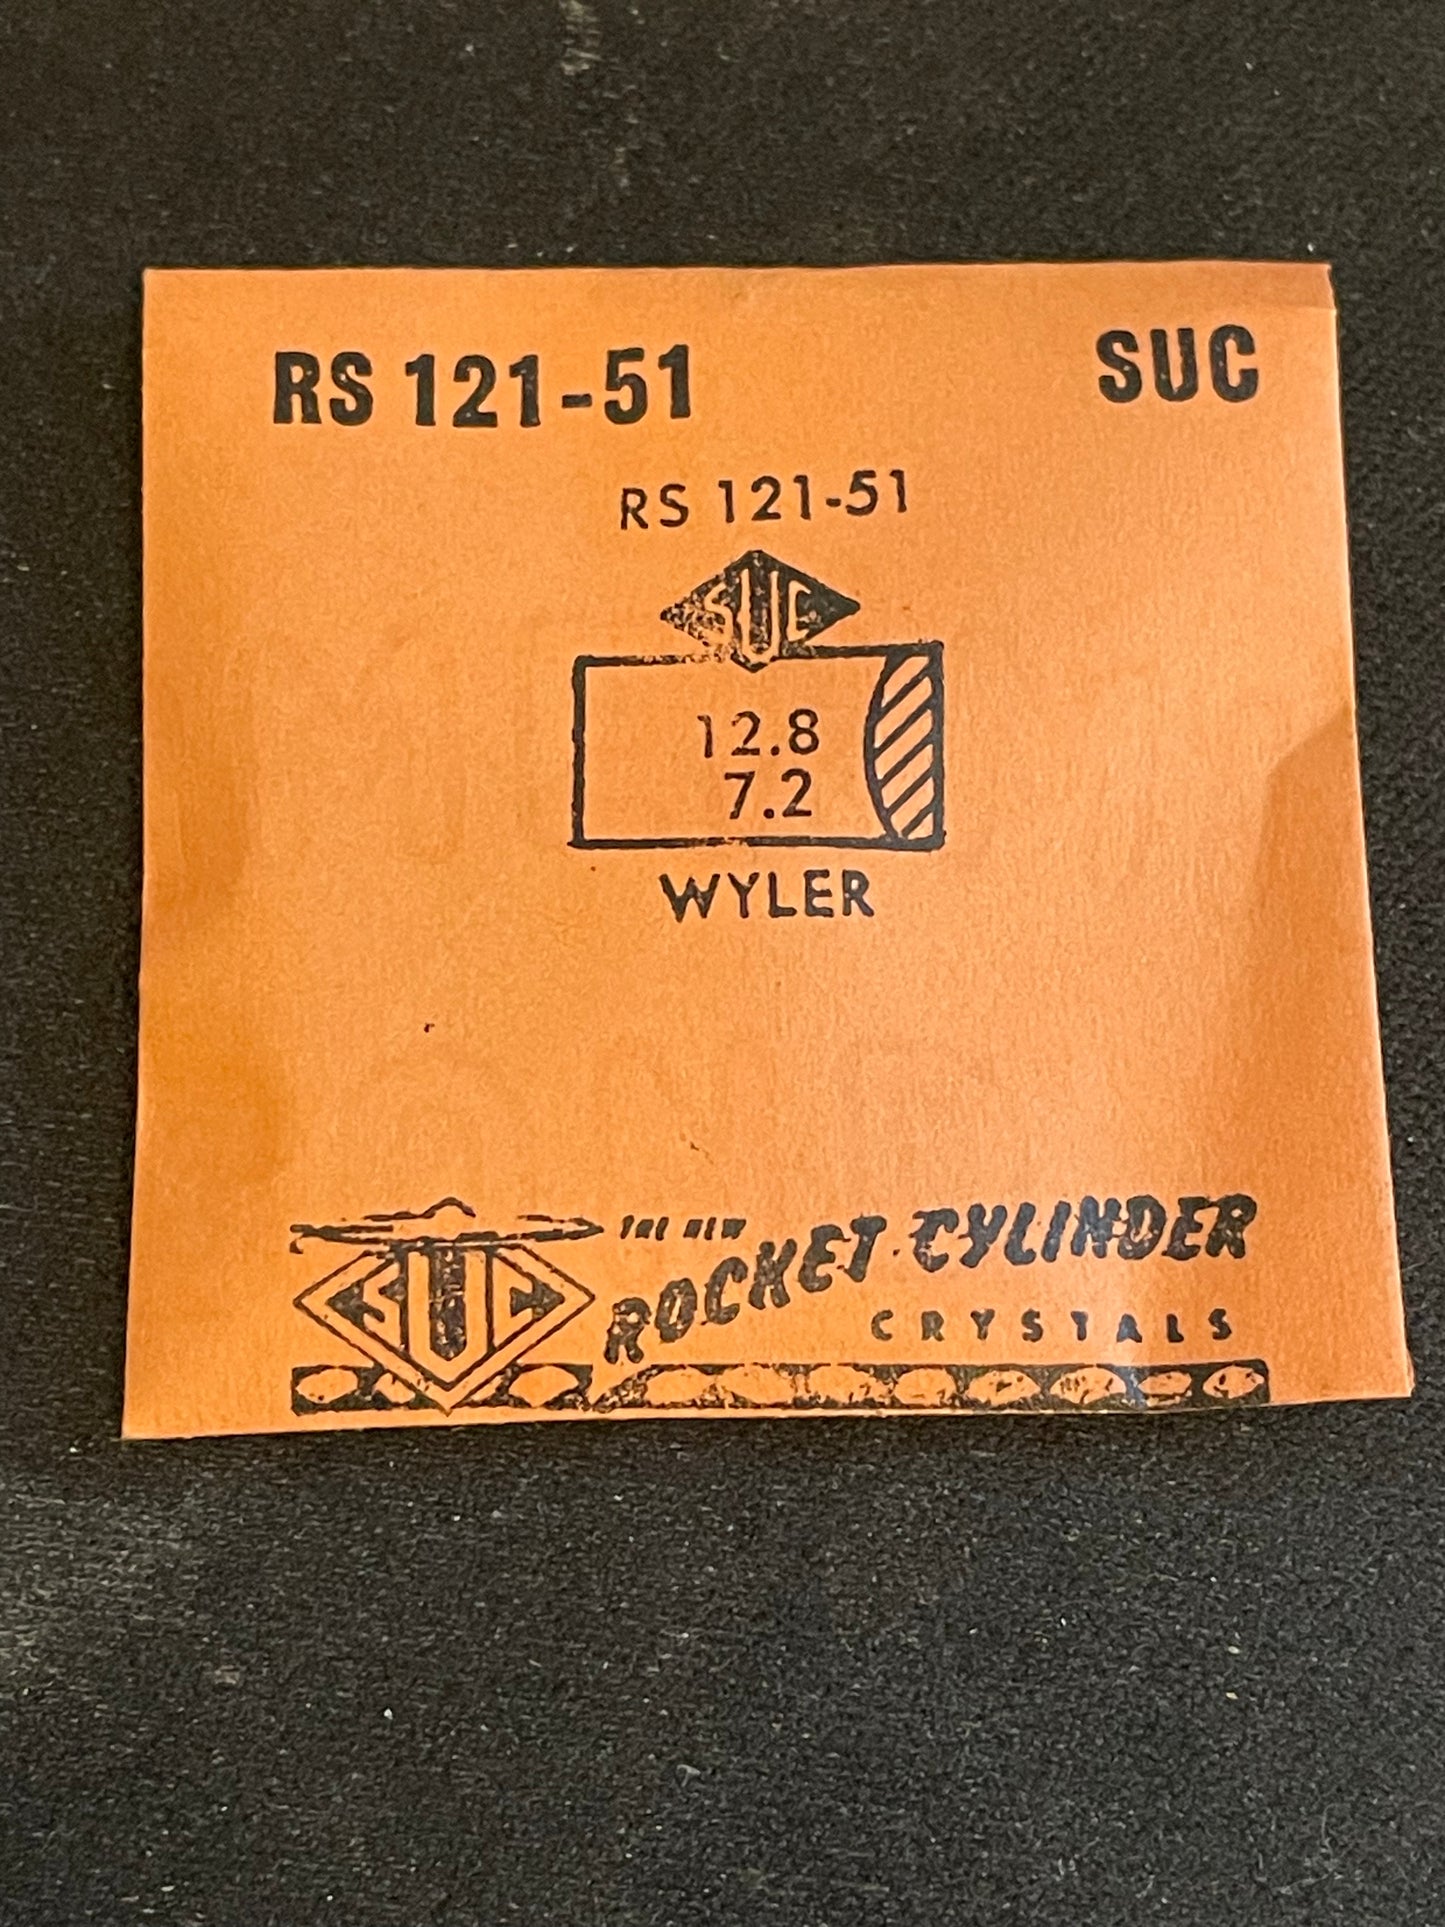 RS 121-51 SUC
RS 121-51
SUC
12.8
7.2
WYLER
SUC
THE NEW
ROCKET CYLINDER
CRYSTALS